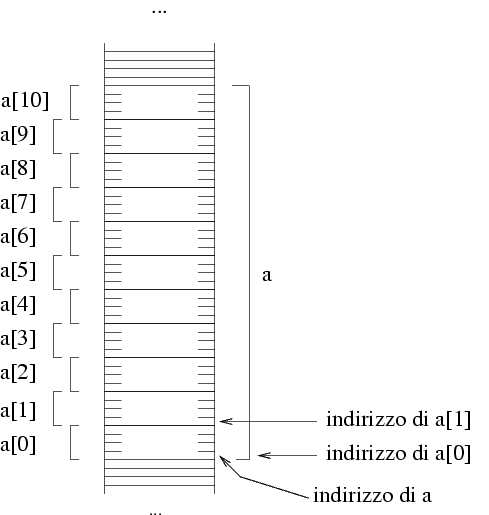 ...
a[10]
a[9]
a[8]
a[7]
a[6]
a[5]
a
a[4]
a[3]
a[2]
a[1]
indirizzo di a[1]
a[0]
indirizzo di a[0]
indirizzo di a
...